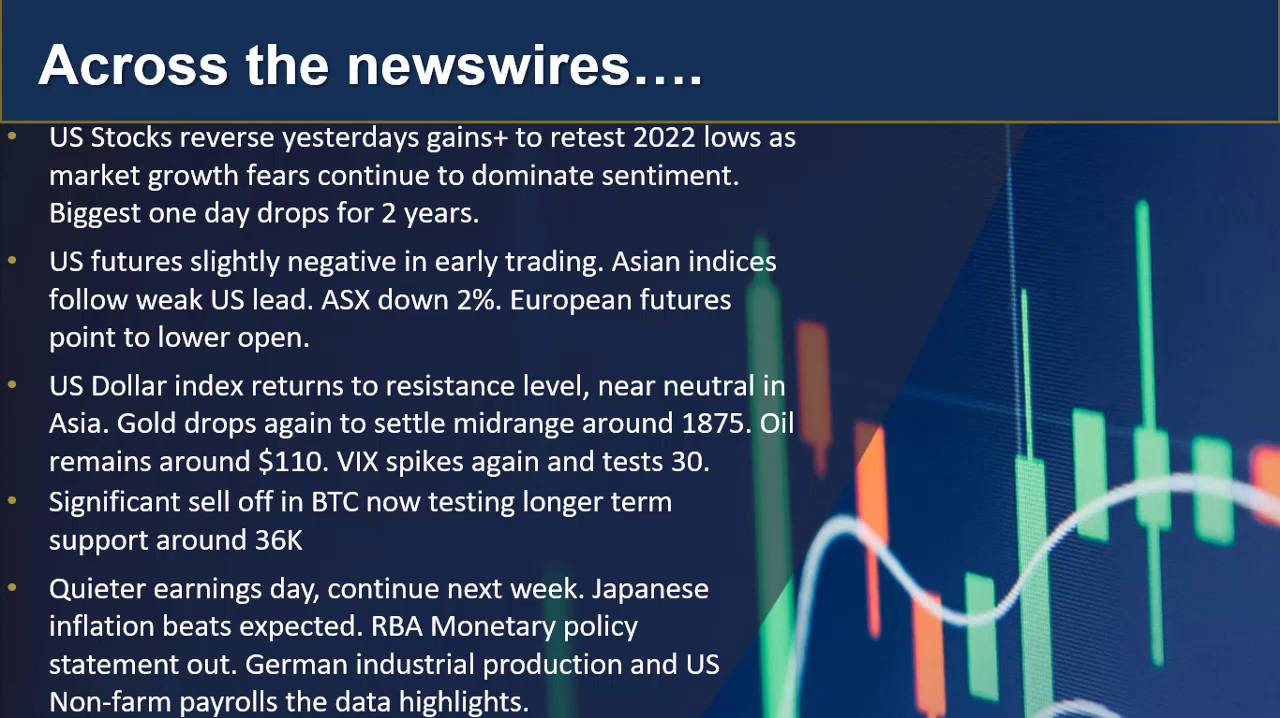 Across the newswires….
US Stocks reverse yesterdays gains+ to retest 2022 lows as
market growth fears continue to dominate sentiment.
Biggest one day drops for 2 years.
US futures slightly negative in early trading. Asian indices
follow weak US lead. ASX down 2%. European futures
point to lower open.
US Dollar index returns to resistance level, near neutral in
Asia. Gold drops again to settle midrange around 1875. Oil
remains around $110. VIX spikes again and tests 30.
Significant sell off in BTC now testing longer term
support around 36K
Quieter earnings day, continue next week. Japanese
inflation beats expected. RBA Monetary policy
statement out. German industrial production and US
Non-farm payrolls the data highlights.